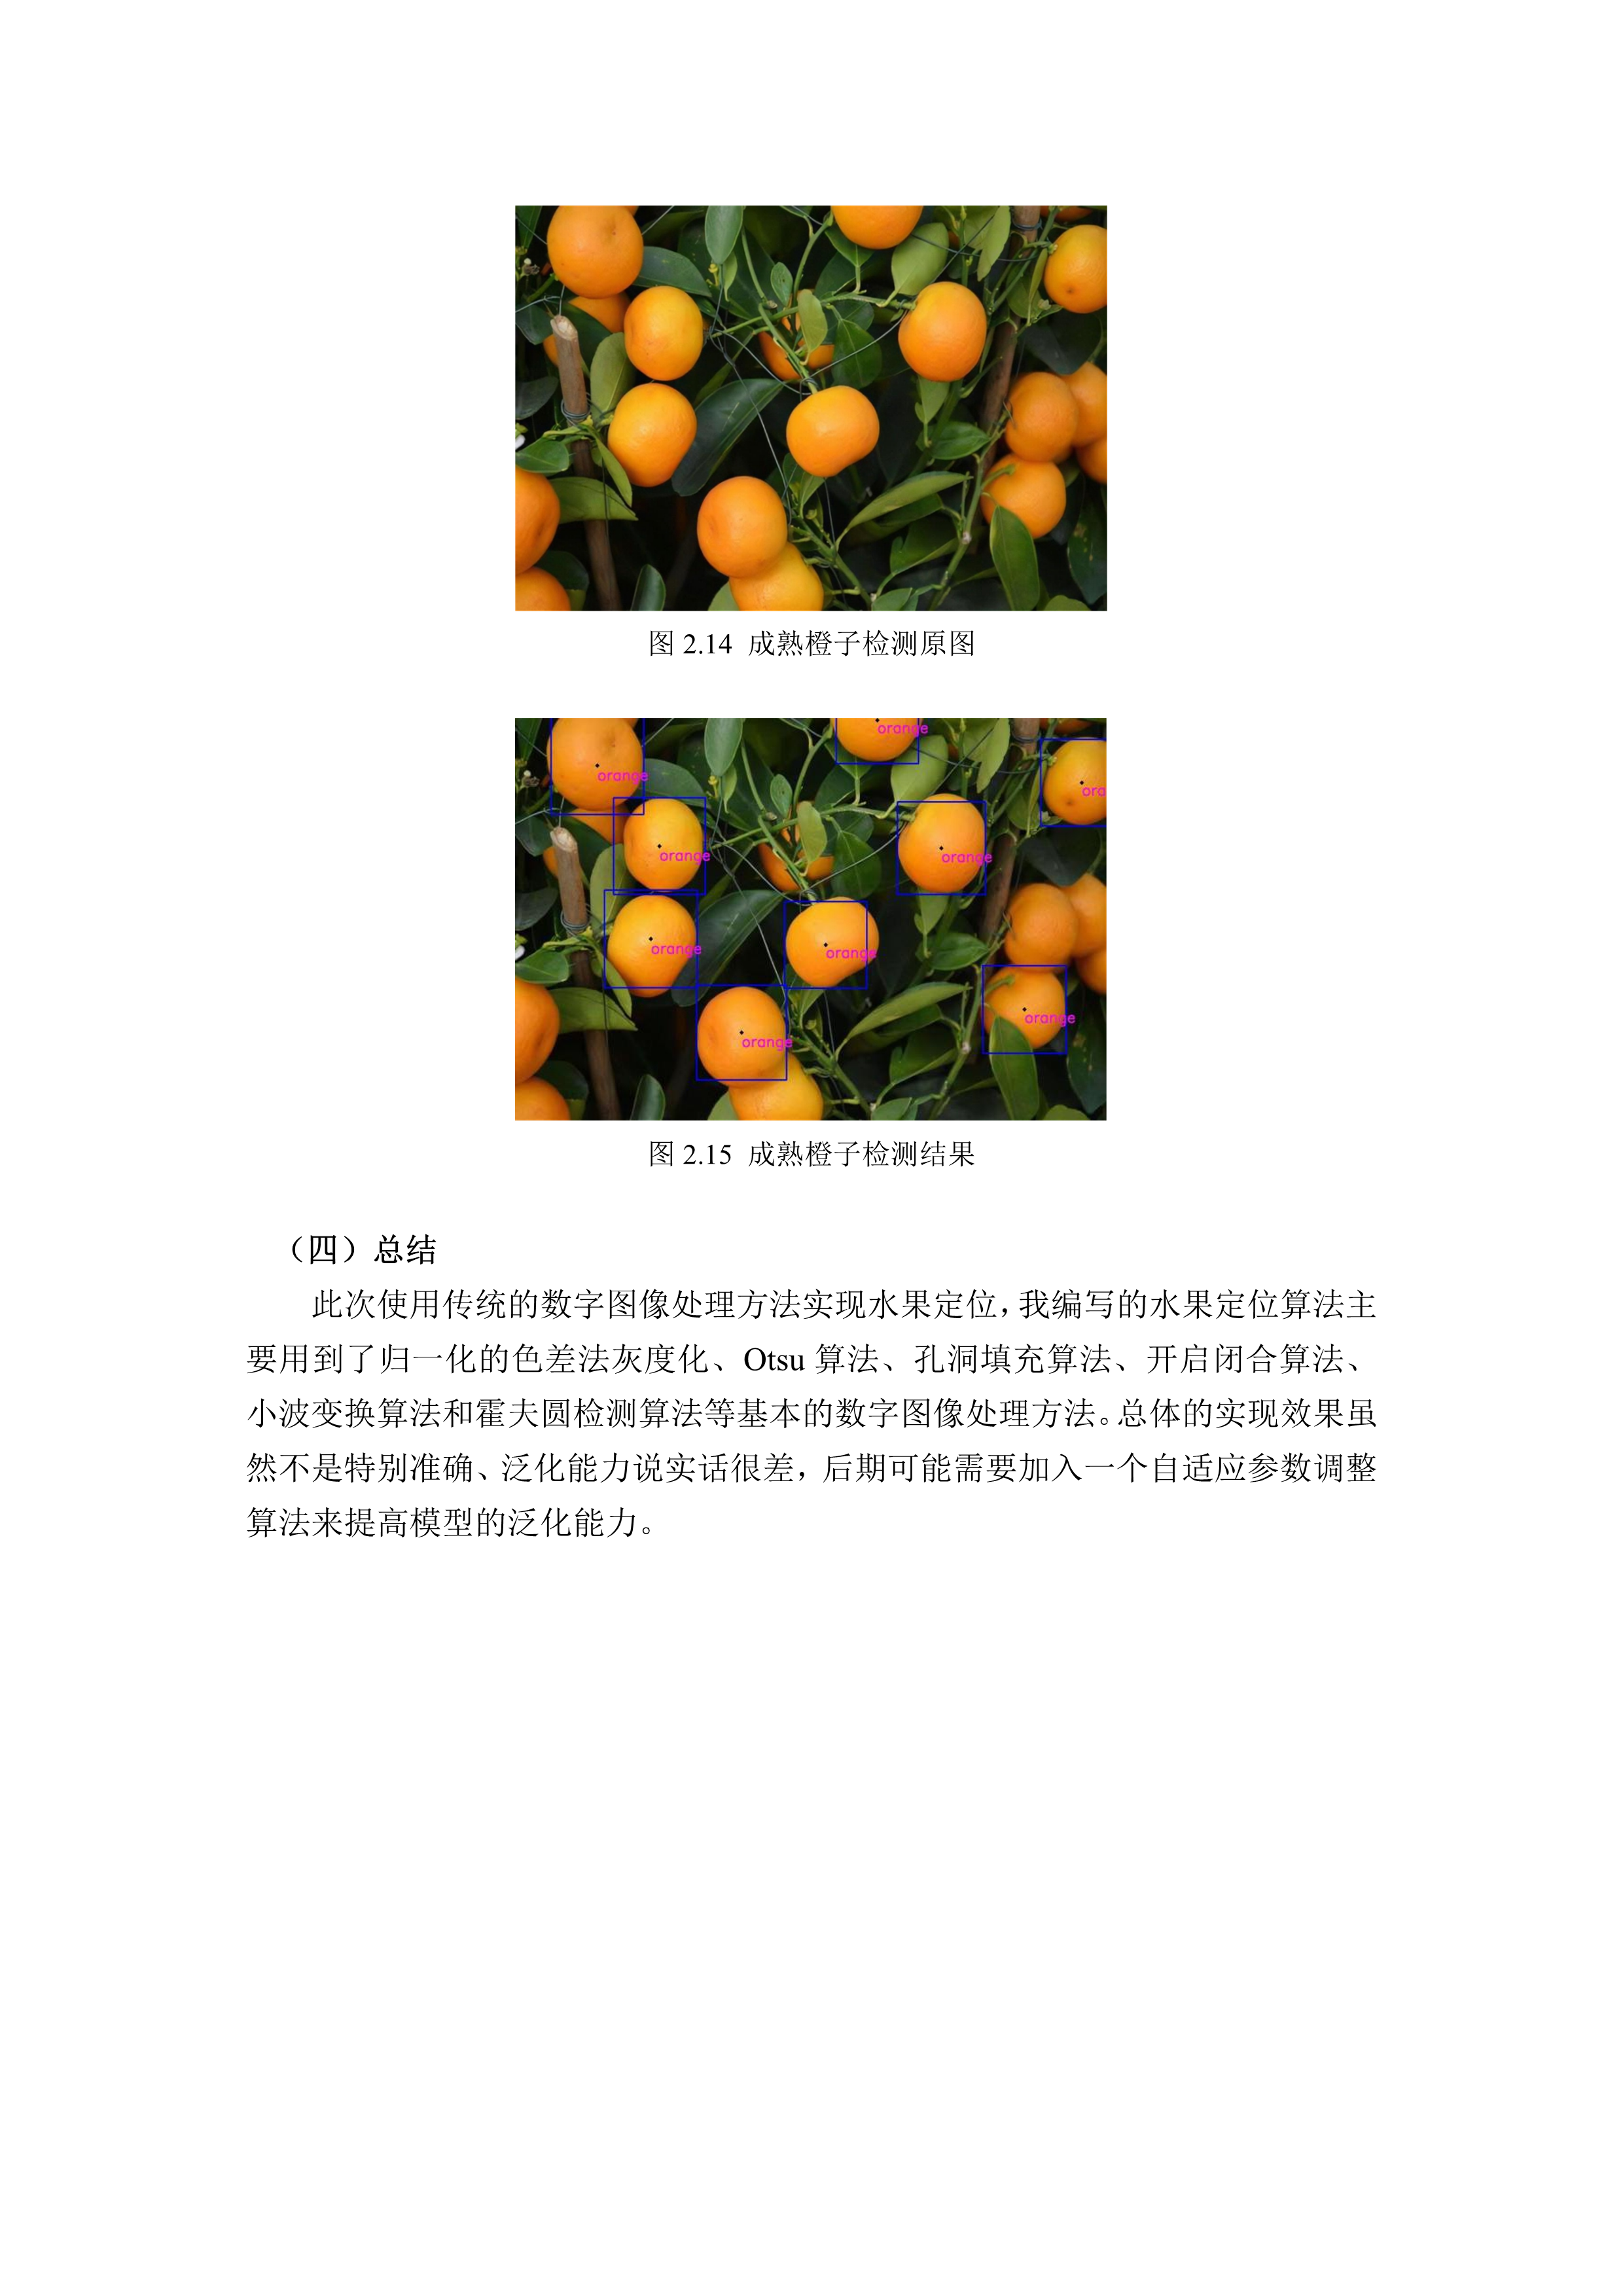 图 2.14 成熟橙子检测原图
orange
orange
ora
orange
orange
orange
orange
orange
orange
图 2.15 成熟橙子检测结果
（四）总结
此次使用传统的数字图像处理方法实现水果定位，我编写的水果定位算法主
要用到了归一化的色差法灰度化、Otsu 算法、孔洞填充算法、开启闭合算法、
小波变换算法和霍夫圆检测算法等基本的数字图像处理方法。总体的实现效果虽
然不是特别准确、泛化能力说实话很差，后期可能需要加入一个自适应参数调整
算法来提高模型的泛化能力。